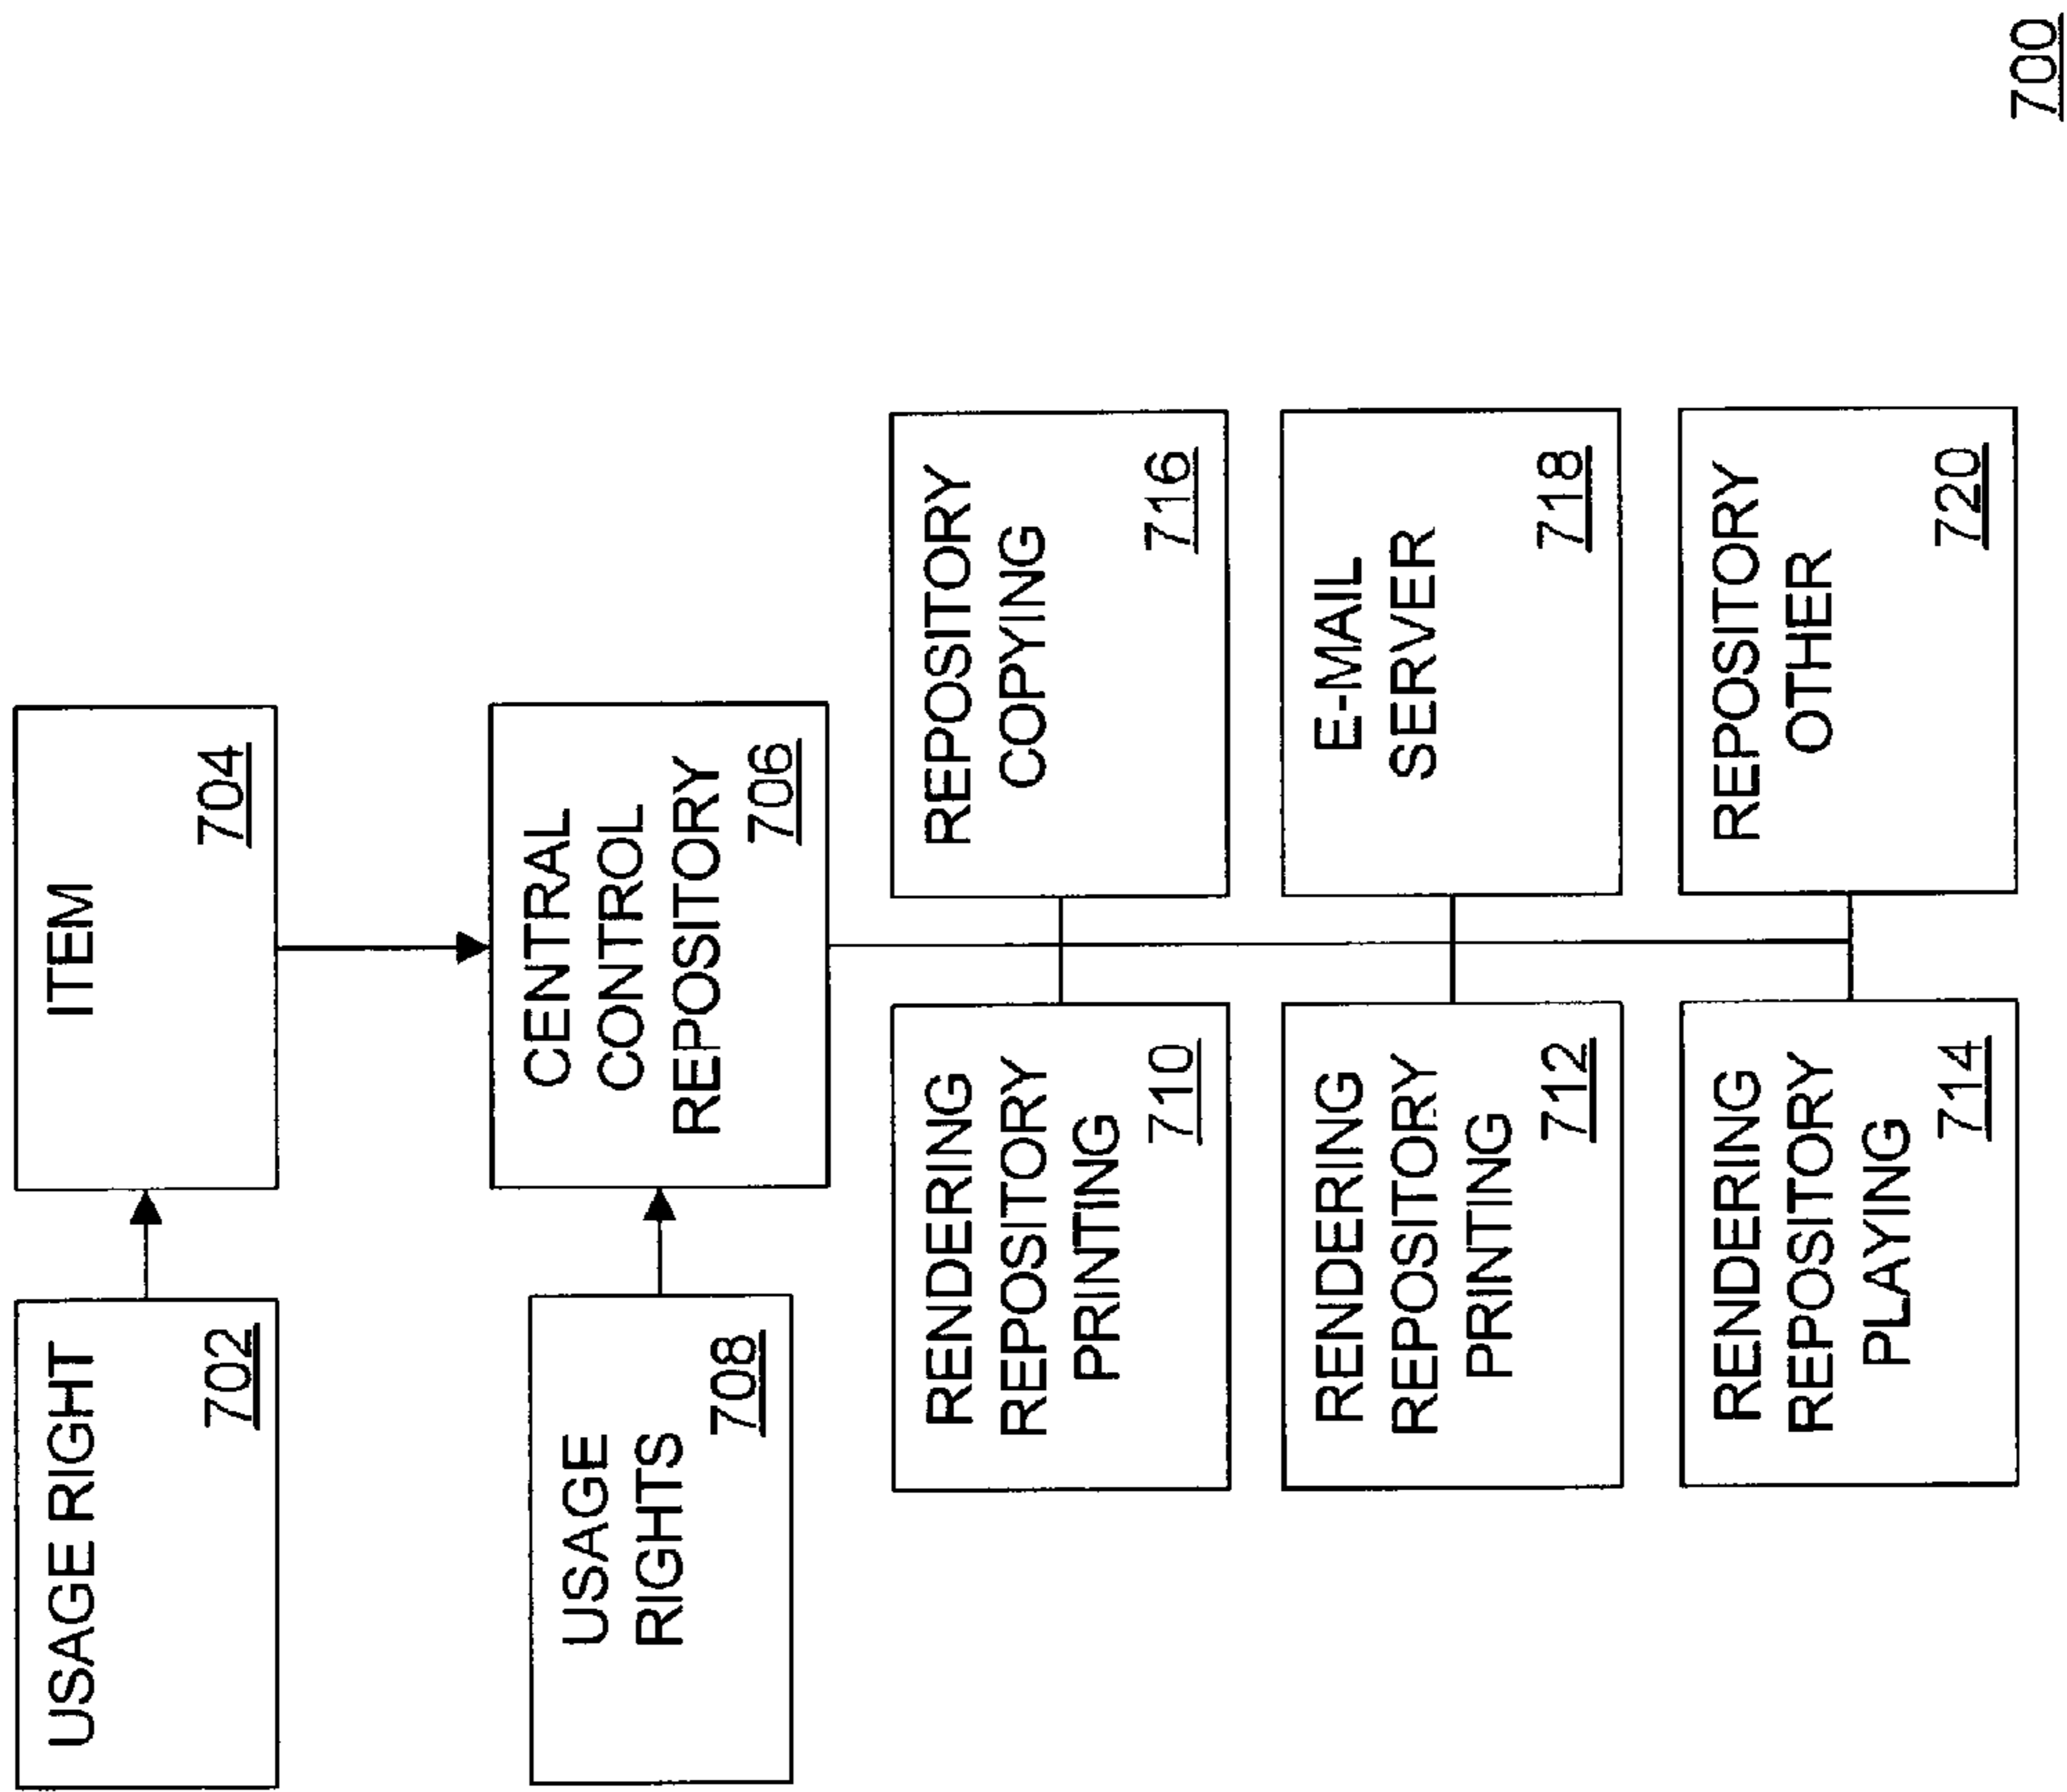 USAGE RIGHT
702
ITEM
704
USAGE
RIGHTS
708
CENTRAL
CONTROL
REPOSITORY
706
RENDERING
REPOSITORY
PRINTING
710
REPOSITORY
COPYING
716
RENDERING
REPOSITORY
PRINTING
712
E-MAIL
SERVER
718
RENDERING
REPOSITORY
PLAYING
714
REPOSITORY
OTHER
720
700